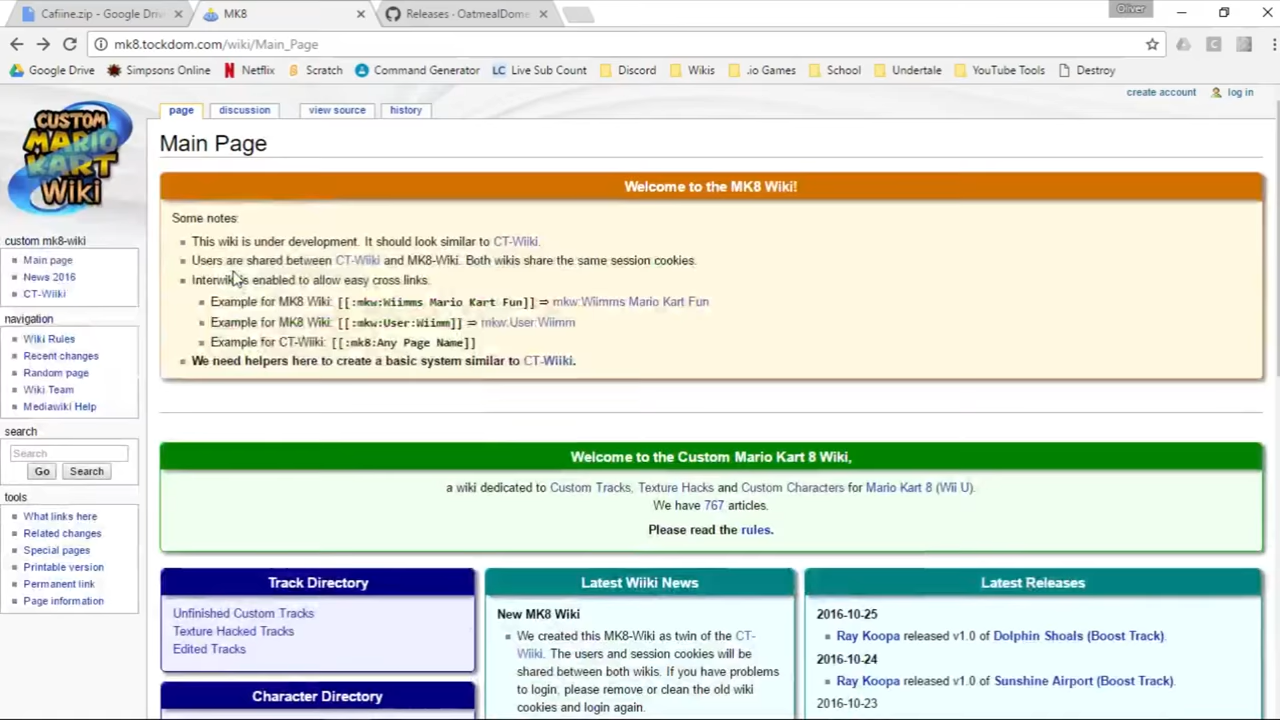 Cafiine.zip - Google Driv
MK8
Releases - OatmealDome
Oliver
mk8.tockdom.com/wiki/Main_Page
Google Drive Simpsons Online Netflix Scratch Command Generator LC Live Sub Count Discord Wikis .io Games School Undertale YouTube Tools Destroy
create account log in
CUSTOM
MARIO
KART
Wiki
page discussion view source history
Main Page
Welcome to the MK8 Wiki!
Some notes:
This wiki is under development. It should look similar to CT-Wiiki.
Users are shared between CT-Wiiki and MK8-Wiki. Both wikis share the same session cookies.
Interwiki is enabled to allow easy cross links.
Example for MK8 Wiki: [[:mkw:Wiimms Mario Kart Fun]] ⇒ mkw:Wiimms Mario Kart Fun
Example for MK8 Wiki: [[:mkw:User:Wiimm]] ⇒ mkw:User:Wiimm
Example for CT-Wiiki: [[:mk8:Any Page Name]]
We need helpers here to create a basic system similar to CT-Wiiki.
custom mk8-wiki
Main page
News 2016
CT-Wiiki
navigation
Wiki Rules
Recent changes
Random page
Wiki Team
Mediawiki Help
search
Search
Go Search
tools
What links here
Related changes
Special pages
Printable version
Permanent link
Page information
Welcome to the Custom Mario Kart 8 Wiki,
a wiki dedicated to Custom Tracks, Texture Hacks and Custom Characters for Mario Kart 8 (Wii U).
We have 767 articles.
Please read the rules.
Track Directory
Unfinished Custom Tracks
Texture Hacked Tracks
Edited Tracks
Character Directory
Latest Wiiki News
New MK8 Wiki
We created this MK8-Wiki as twin of the CT-
Wiiki. The users and session cookies will be
shared between both wikis. If you have problems
to login, please remove or clean the old wiki
cookies and login again.
Latest Releases
2016-10-25
Ray Koopa released v1.0 of Dolphin Shoals (Boost Track).
2016-10-24
Ray Koopa released v1.0 of Sunshine Airport (Boost Track).
2016-10-23